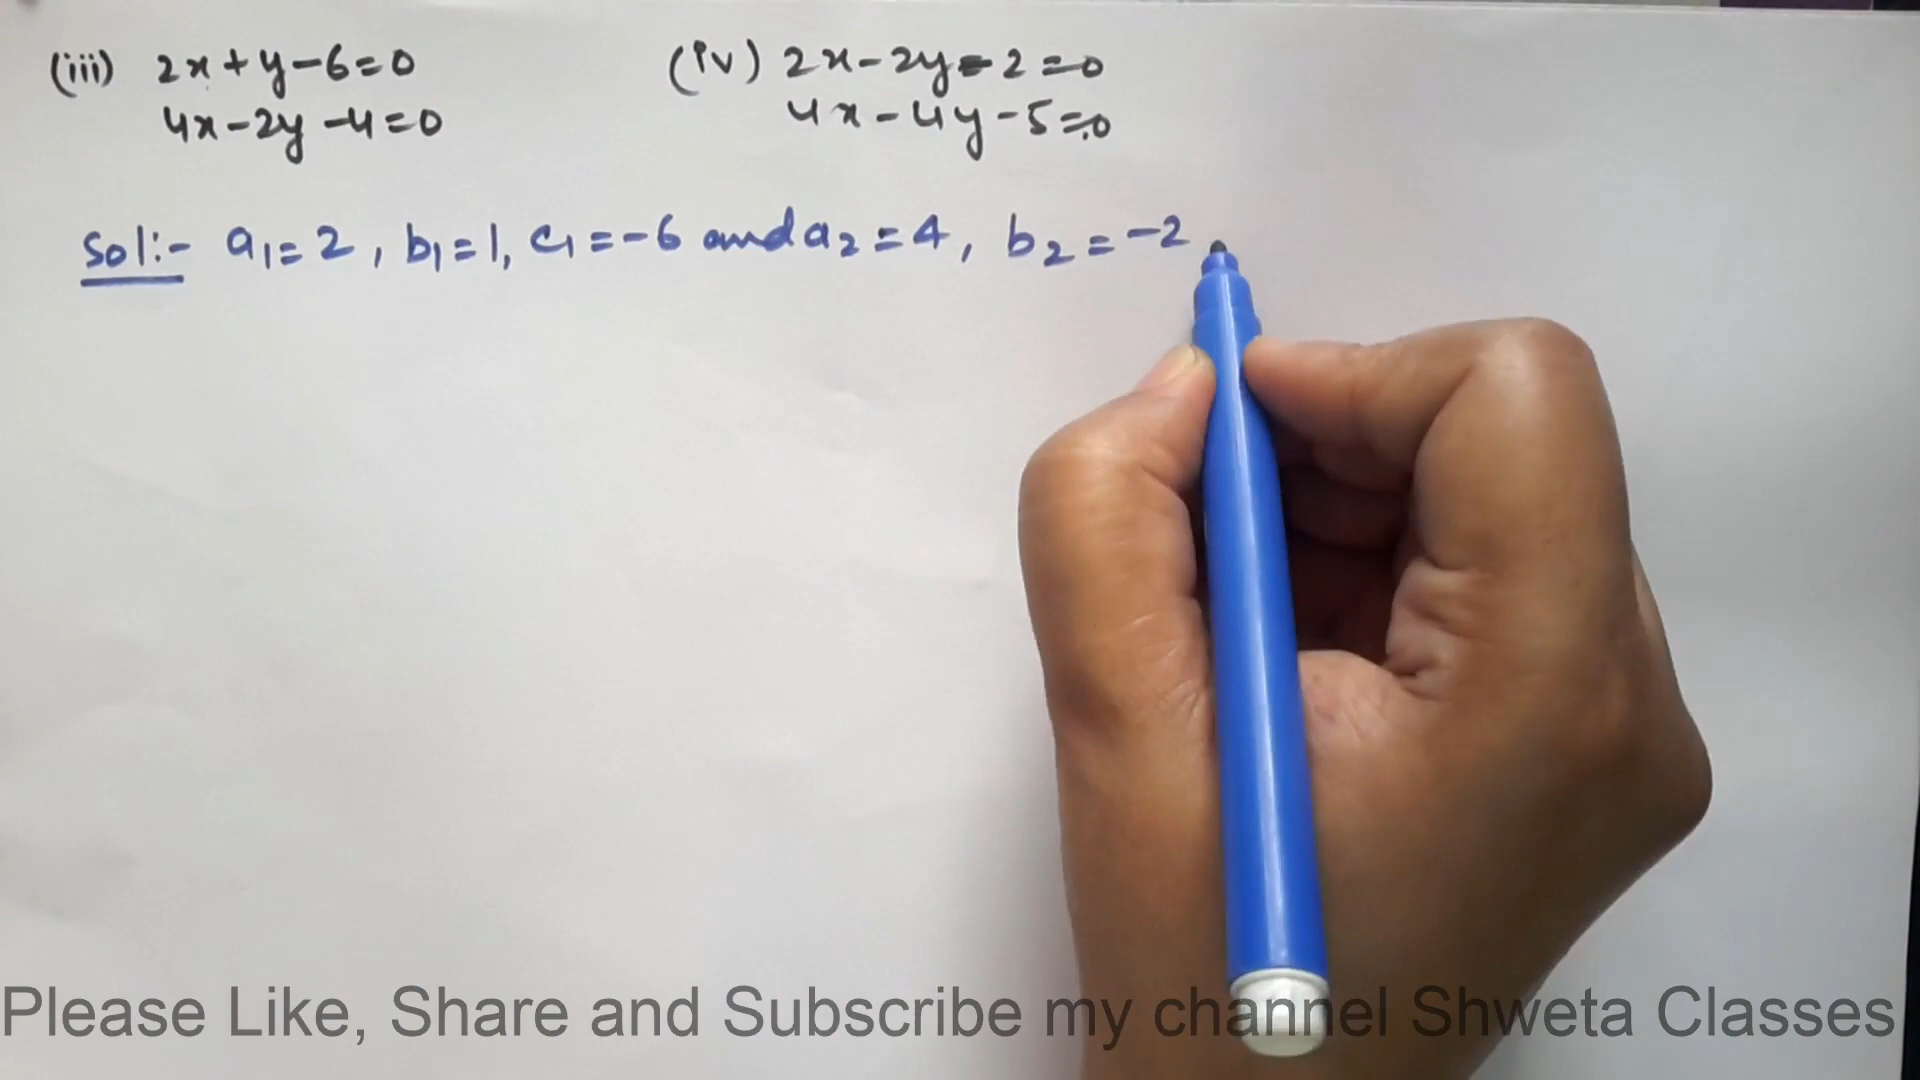 (iii) 2x+y-6=0
4x-2y-4=0
(iv) 2x-2y-2=0
4x-4y-5=0
Sol:- a₁=2, b₁=1, c₁=-6 and a₂=4, b₂=-2
Please Like, Share and Subscribe my channel Shweta Classes